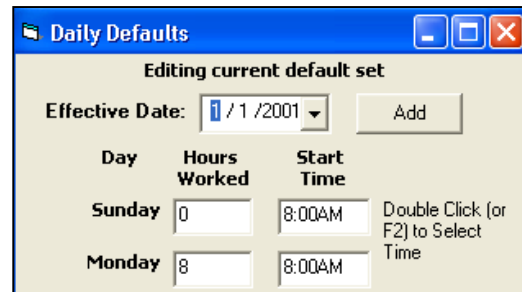 Daily Defaults
Editing current default set
Effective Date: 1 / 1 /2001 Add
Day Hours Worked Start Time
Sunday 0 8:00AM Double Click (or F2) to Select Time
Monday 8 8:00AM